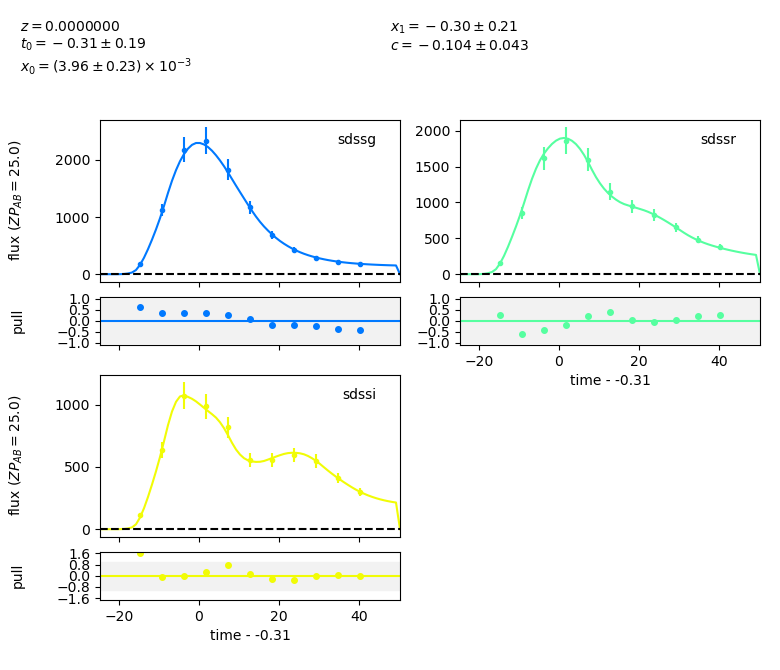 z = 0.0000000
t₀ = −0.31 ± 0.19
x₀ = (3.96 ± 0.23) × 10⁻³
x₁ = −0.30 ± 0.21
c = −0.104 ± 0.043
flux (ZP_AB = 25.0)
2000
1000
0
sdssg
2000
1500
1000
500
0
sdssr
pull
1.0
0.5
0.0
−0.5
−1.0
1.0
0.5
0.0
−0.5
−1.0
−20 0 20 40
time - -0.31
flux (ZP_AB = 25.0)
1000
500
0
sdssi
pull
1.6
0.8
0.0
−0.8
−1.6
−20 0 20 40
time - -0.31